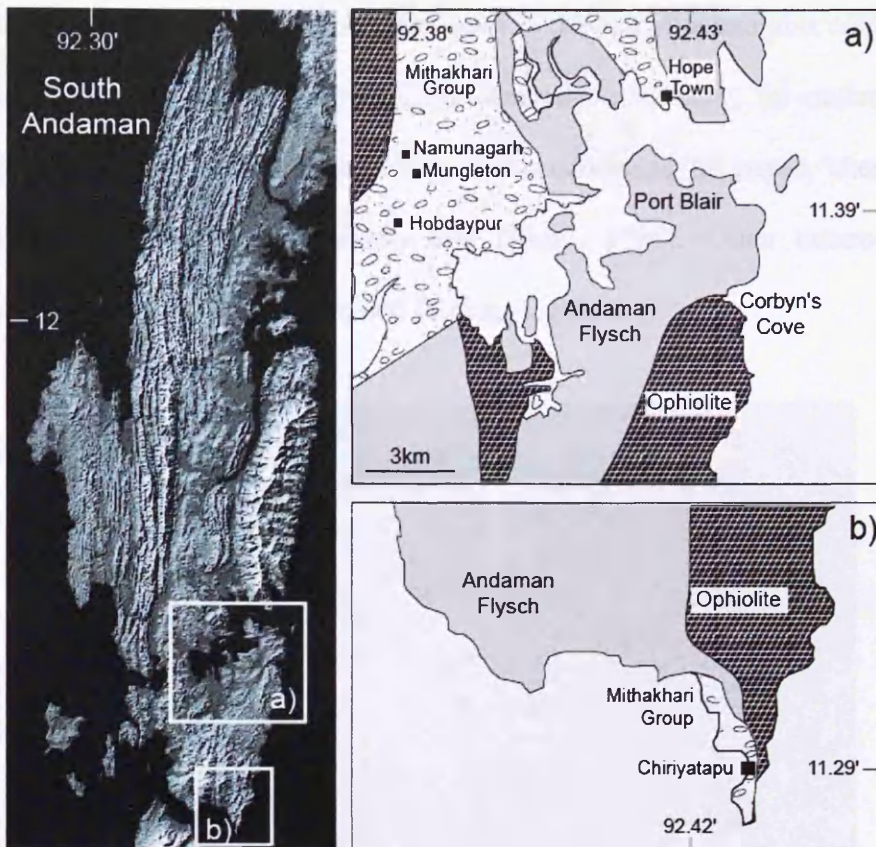 92.30'
South
Andaman
12
a)
b)
92.38'
92.43'
a)
Mithakhari
Group
Hope
Town
Namunagarh
Mungleton
Hobdaypur
Port Blair
11.39'
Andaman
Flysch
Corbyn's
Cove
Ophiolite
3km
b)
Andaman
Flysch
Ophiolite
Mithakhari
Group
Chiriyatapu
11.29'
92.42'